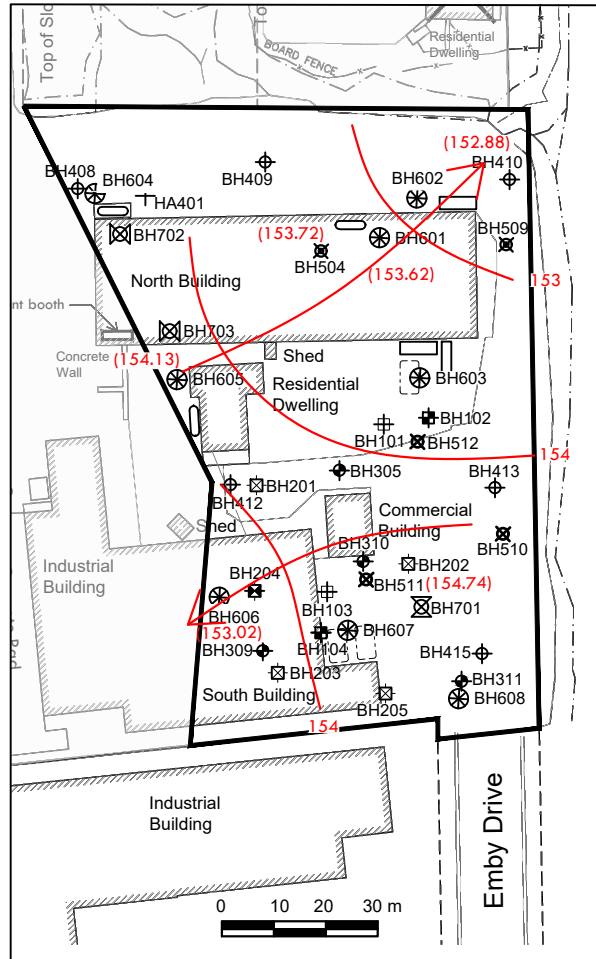 Top of Slo
To
Residential
Dwelling
BOARD FENCE
(152.88)
BH408
BH604
BH409
BH602
BH410
HA401
BH702
(153.72)
BH601
BH509
BH504
(153.62)
North Building
153
nt booth
BH703
Concrete
Wall
(154.13)
Shed
BH605
Residential
Dwelling
BH603
BH102
BH101
BH512
154
BH305
BH413
BH412
BH201
Commercial
Building
Shed
BH310
BH510
Industrial
Building
BH204
BH202
BH511
(154.74)
BH606
BH103
BH701
(153.02)
BH607
BH104
BH309
BH415
BH203
BH311
South Building
BH205
BH608
154
Industrial
Building
Emby Drive
0
10
20
30 m